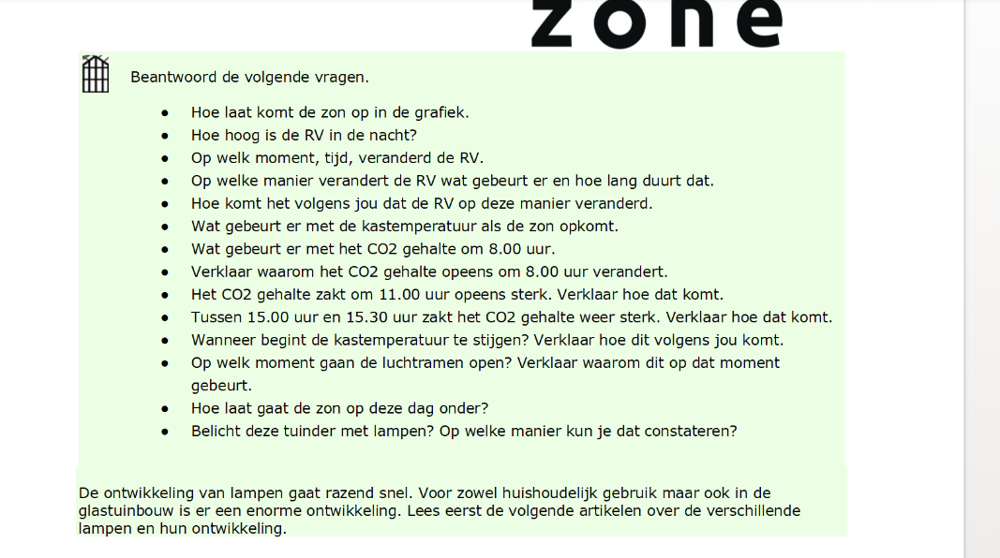 zone
Beantwoord de volgende vragen.
● Hoe laat komt de zon op in de grafiek.
● Hoe hoog is de RV in de nacht?
● Op welk moment, tijd, veranderd de RV.
● Op welke manier verandert de RV wat gebeurt er en hoe lang duurt dat.
● Hoe komt het volgens jou dat de RV op deze manier veranderd.
● Wat gebeurt er met de kastemperatuur als de zon opkomt.
● Wat gebeurt er met het CO2 gehalte om 8.00 uur.
● Verklaar waarom het CO2 gehalte opeens om 8.00 uur verandert.
● Het CO2 gehalte zakt om 11.00 uur opeens sterk. Verklaar hoe dat komt.
● Tussen 15.00 uur en 15.30 uur zakt het CO2 gehalte weer sterk. Verklaar hoe dat komt.
● Wanneer begint de kastemperatuur te stijgen? Verklaar hoe dit volgens jou komt.
● Op welk moment gaan de luchtramen open? Verklaar waarom dit op dat moment
gebeurt.
● Hoe laat gaat de zon op deze dag onder?
● Belicht deze tuinder met lampen? Op welke manier kun je dat constateren?
De ontwikkeling van lampen gaat razend snel. Voor zowel huishoudelijk gebruik maar ook in de
glastuinbouw is er een enorme ontwikkeling. Lees eerst de volgende artikelen over de verschillende
lampen en hun ontwikkeling.